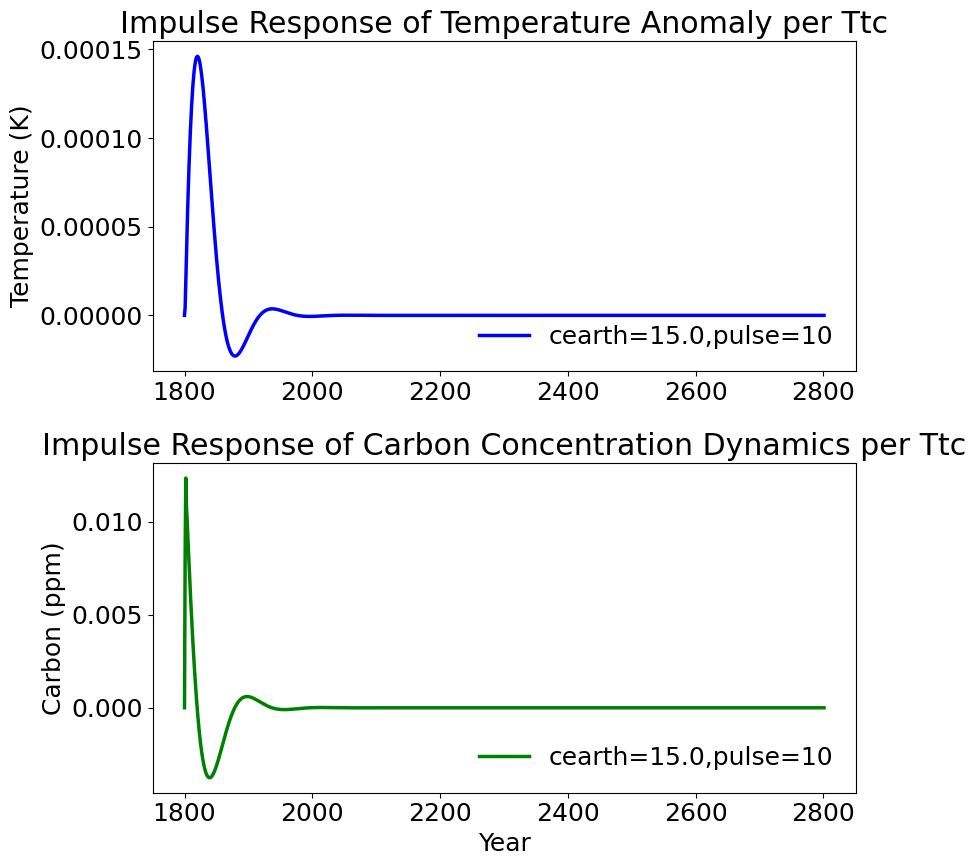 Impulse Response of Temperature Anomaly per Ttc
Temperature (K)
0.00015
0.00010
0.00005
0.00000
cearth=15.0,pulse=10
1800 2000 2200 2400 2600 2800
Impulse Response of Carbon Concentration Dynamics per Ttc
Carbon (ppm)
0.010
0.005
0.000
cearth=15.0,pulse=10
1800 2000 2200 2400 2600 2800
Year